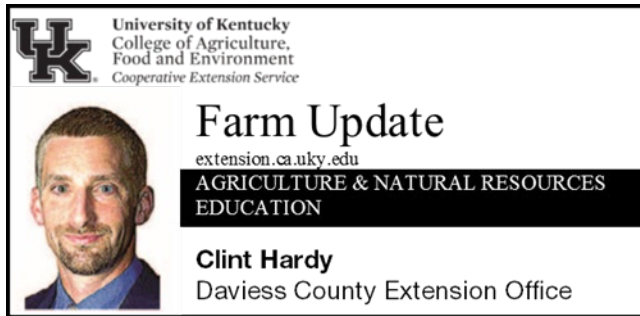 UK
University of Kentucky
College of Agriculture,
Food and Environment
Cooperative Extension Service
Farm Update
extension.ca.uky.edu
AGRICULTURE & NATURAL RESOURCES
EDUCATION
Clint Hardy
Daviess County Extension Office